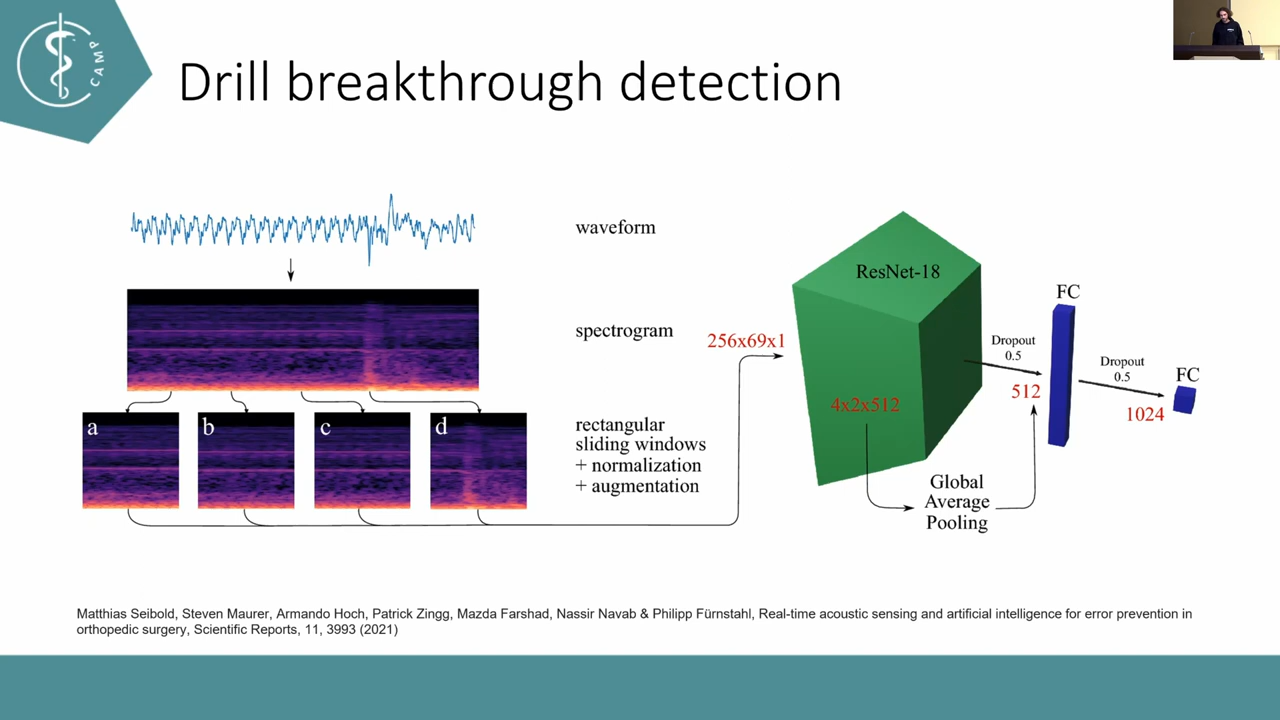 CAMP
Drill breakthrough detection
waveform
spectrogram
a
b
c
d
rectangular
sliding windows
+ normalization
+ augmentation
256x69x1
ResNet-18
4x2x512
Global
Average
Pooling
Dropout
0.5
512
FC
Dropout
0.5
1024
FC
Matthias Seibold, Steven Maurer, Armando Hoch, Patrick Zingg, Mazda Farshad, Nassir Navab & Philipp Fürnstahl, Real-time acoustic sensing and artificial intelligence for error prevention in
orthopedic surgery, Scientific Reports, 11, 3993 (2021)